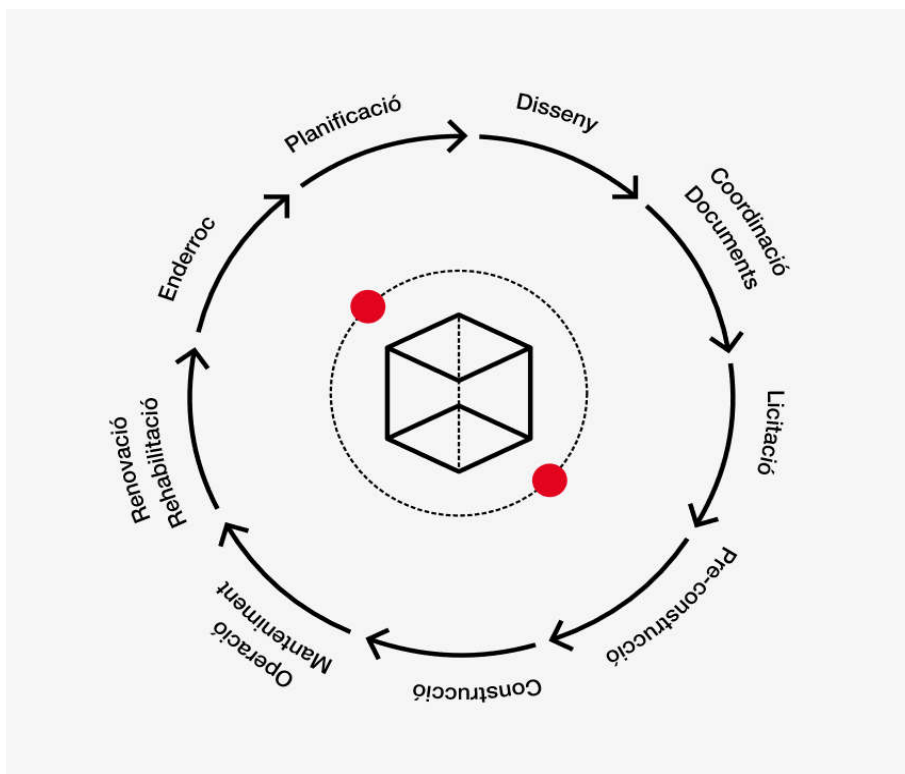 Planificació
Disseny
Coordinació
Documents
Licitació
Pre-construcció
Construcció
Manteniment
Operació
Renovació
Rehabilitació
Enderroc